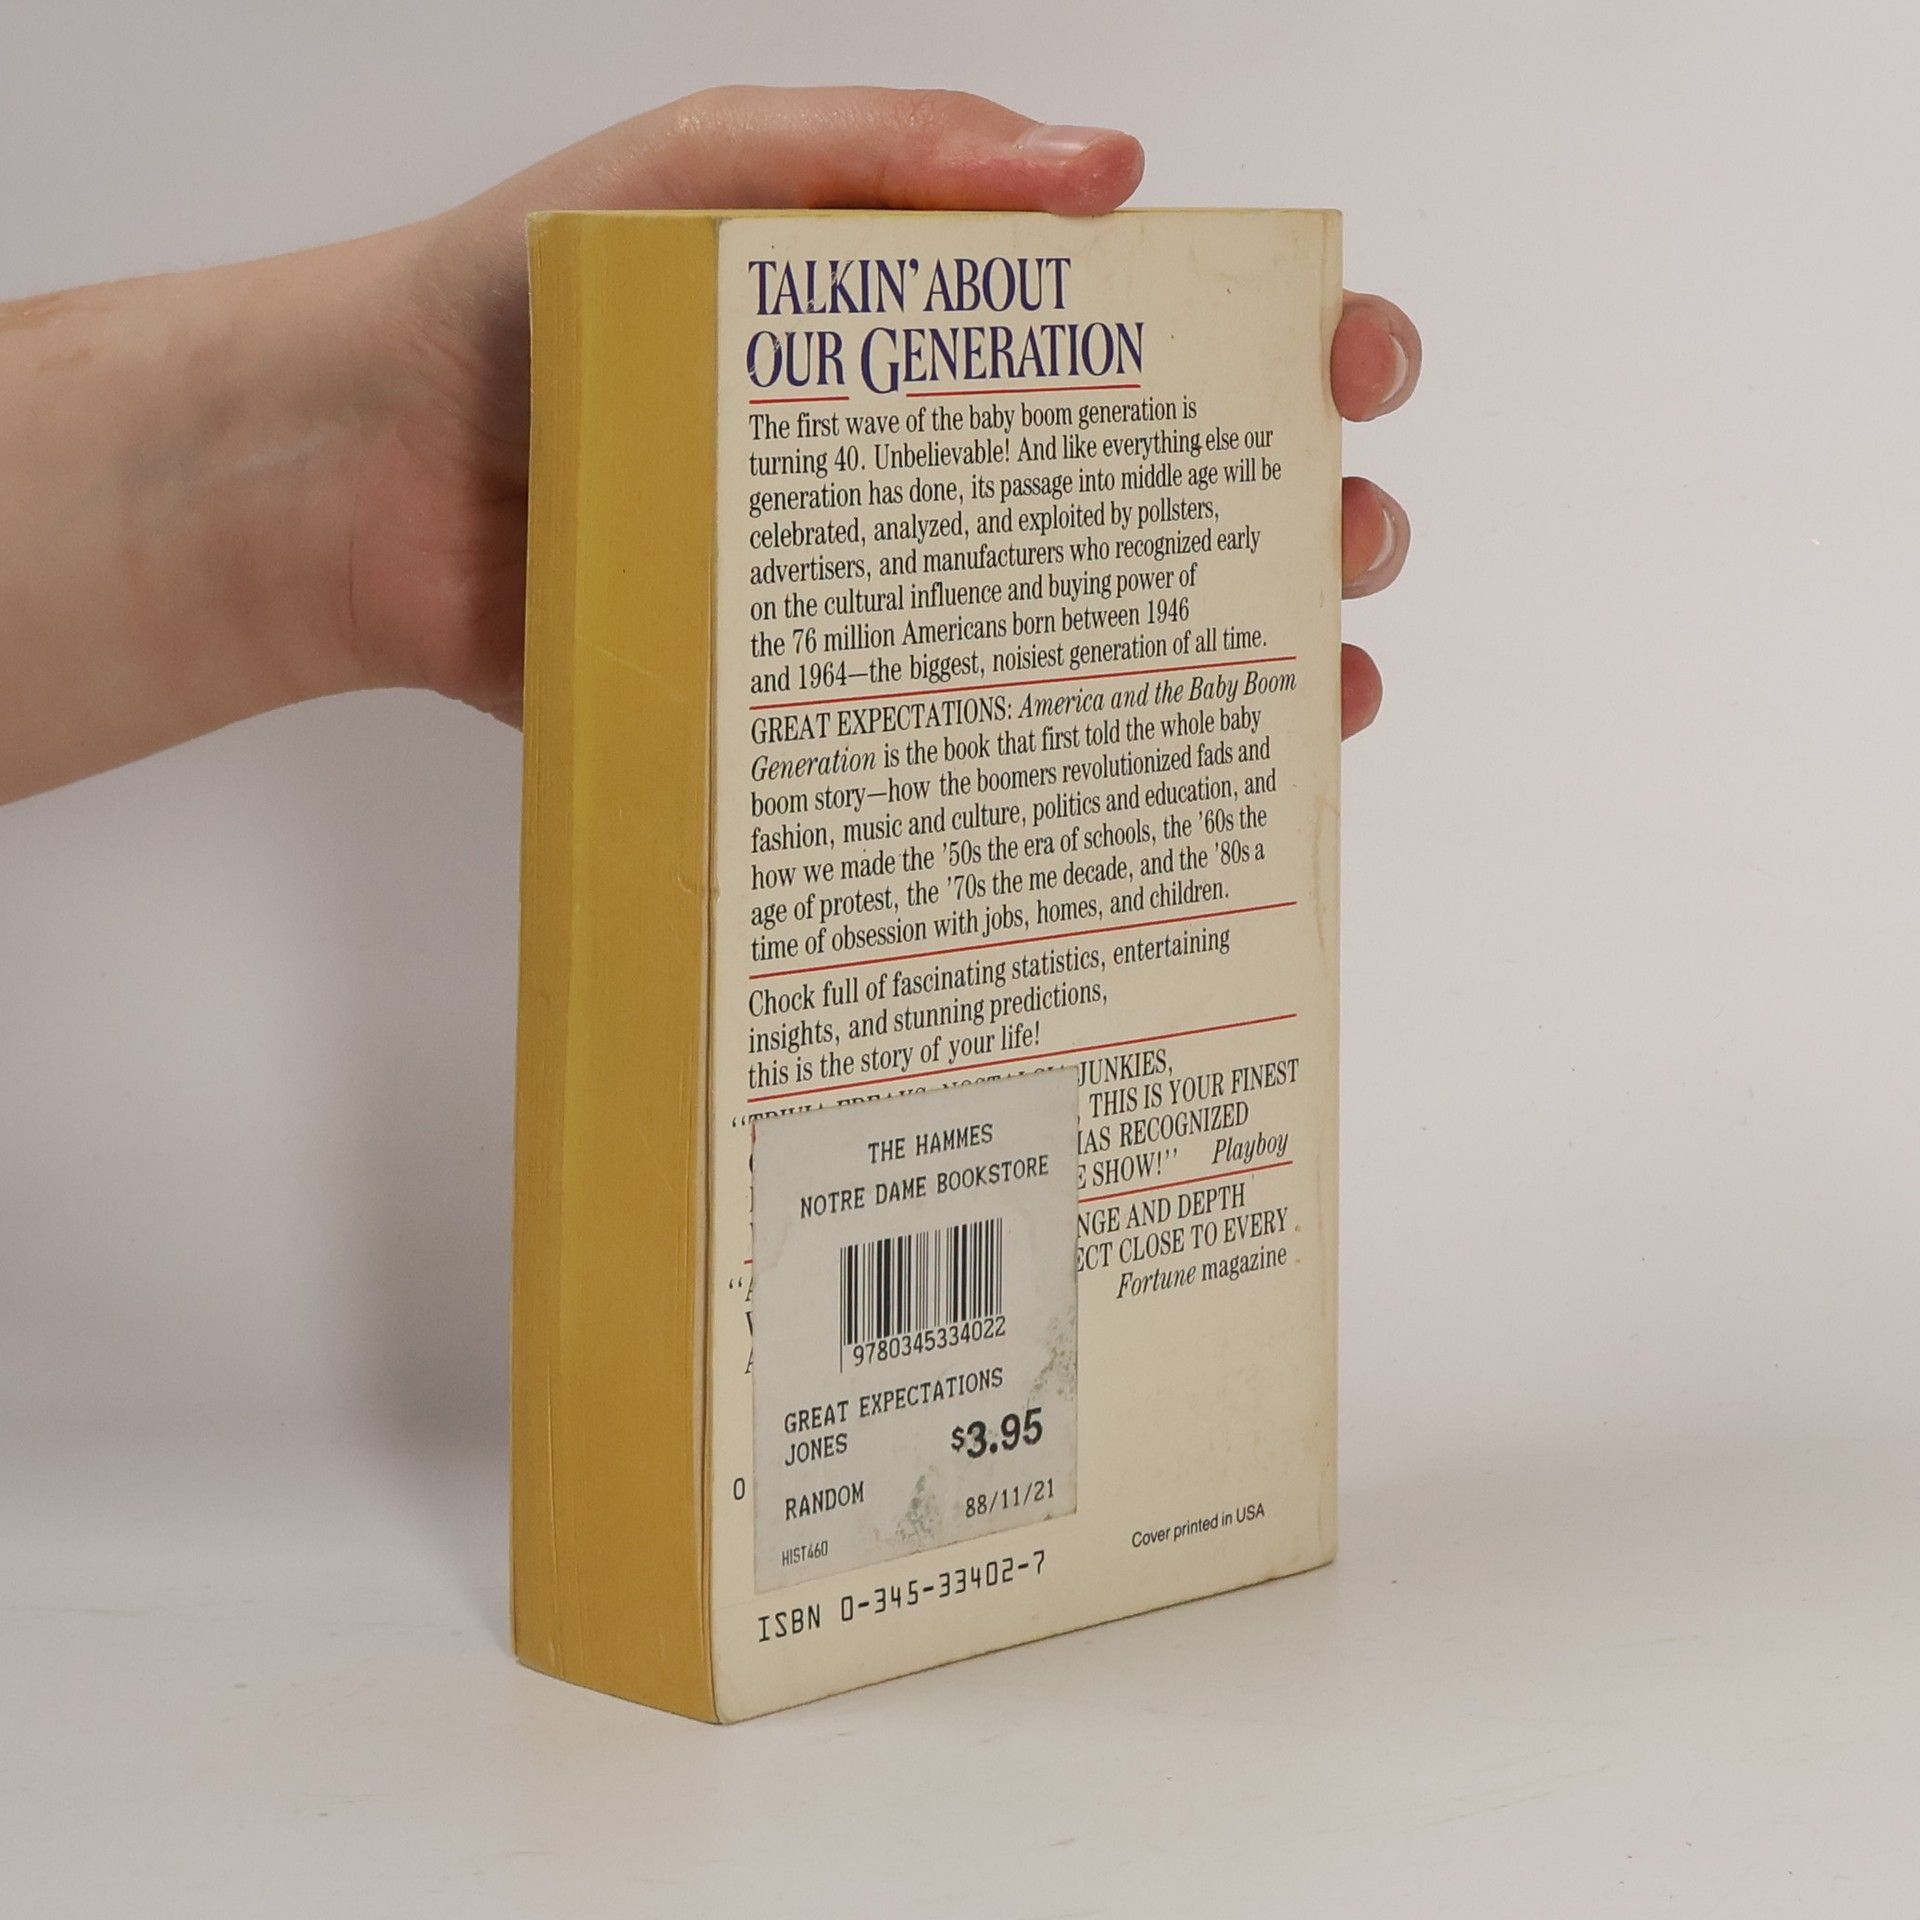 TALKIN' ABOUT
OUR GENERATION
The first wave of the baby boom generation is
turning 40. Unbelievable! And like everything else our
generation has done, its passage into middle age will be
celebrated, analyzed, and exploited by pollsters,
advertisers, and manufacturers who recognized early
on the cultural influence and buying power of
the 76 million Americans born between 1946
and 1964—the biggest, noisiest generation of all time.
GREAT EXPECTATIONS: America and the Baby Boom
Generation is the book that first told the whole baby
boom story—how the boomers revolutionized fads and
fashion, music and culture, politics and education, and
how we made the '50s the era of schools, the '60s the
age of protest, the '70s the me decade, and the '80s a
time of obsession with jobs, homes, and children.
Chock full of fascinating statistics, entertaining
insights, and stunning predictions,
this is the story of your life!
"TRIVIA FREAKS, NOSTALGIA JUNKIES,
THIS IS YOUR FINEST
HAS RECOGNIZED
SHOW!" Playboy
AND DEPTH
CLOSE TO EVERY
Fortune magazine
THE HAMMES
NOTRE DAME BOOKSTORE
9780345334022
GREAT EXPECTATIONS
JONES $3.95
RANDOM 88/11/21
HIST460
0
ISBN 0-345-33402-7
Cover printed in USA